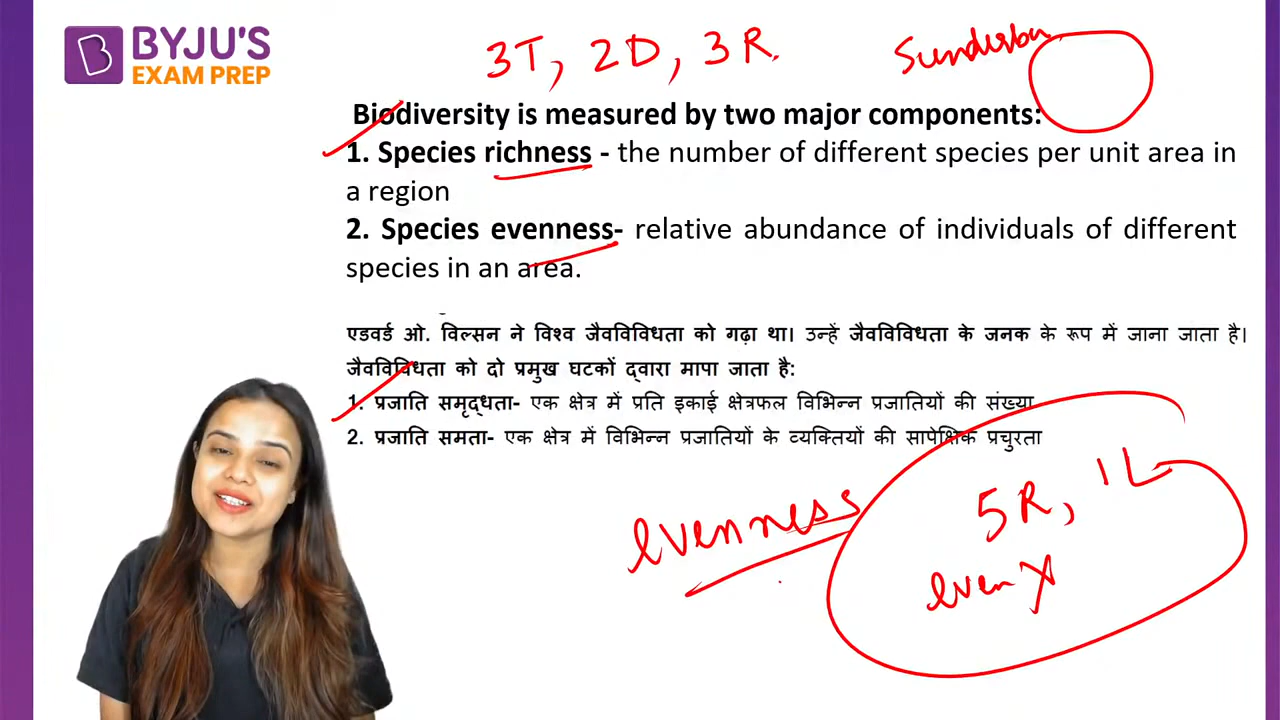 BYJU'S
EXAM PREP
3T, 2D, 3R.
Sunderba
Biodiversity is measured by two major components:
1. Species richness - the number of different species per unit area in
a region
2. Species evenness- relative abundance of individuals of different
species in an area.
एडवर्ड ओ. विल्सन ने विश्व जैवविविधता को गढ़ा था। उन्हें जैवविविधता के जनक के रूप में जाना जाता है।
जैवविविधता को दो प्रमुख घटकों द्वारा मापा जाता है:
1. प्रजाति समृद्धता- एक क्षेत्र में प्रति इकाई क्षेत्रफल विभिन्न प्रजातियों की संख्या
2. प्रजाति समता- एक क्षेत्र में विभिन्न प्रजातियों के व्यक्तियों की सापेक्षिक प्रचुरता
evenness
5R, 1L
even X